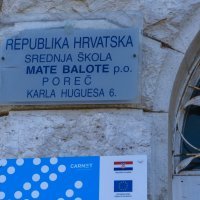 REPUBLIKA HRVATSKA
SREDNJA ŠKOLA
MATE BALOTE p.o.
POREČ
KARLA HUGUESA 6.
CARNET